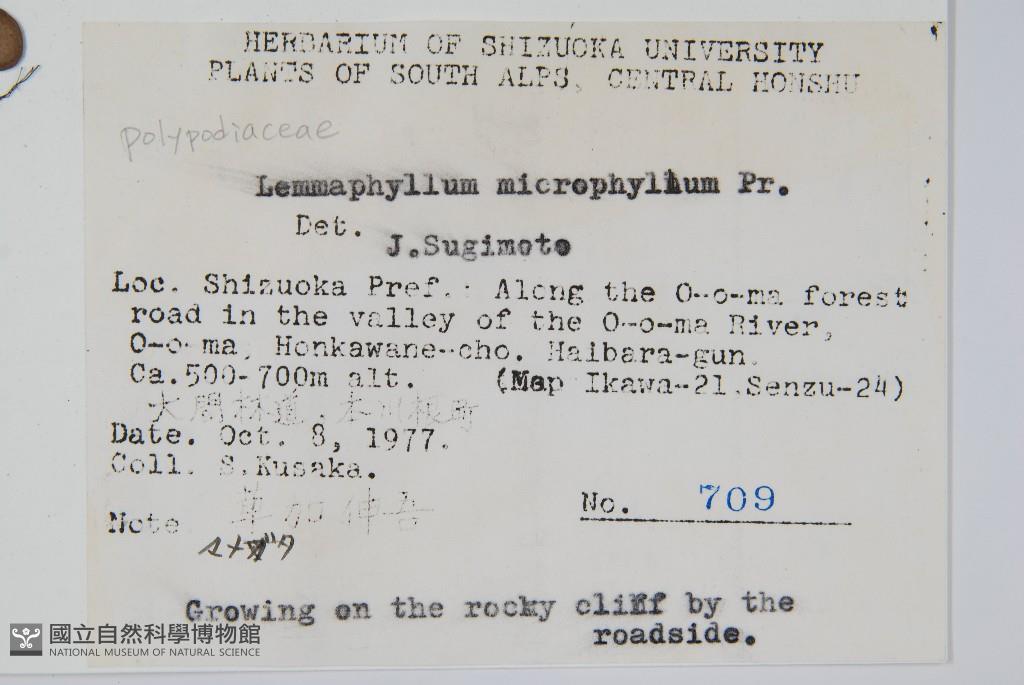 HERBARIUM OF SHIZUOKA UNIVERSITY
PLANTS OF SOUTH ALPS, CENTRAL HONSHU
polypodiaceae
Lemmaphyllum microphyllum Pr.
Det.
J.Sugimoto
Loc. Shizuoka Pref.: Along the O-o-ma forest
road in the valley of the O-o-ma River,
O-o-ma, Honkawane-cho. Haibara-gun.
Ca.500-700m alt. (Map Ikawa-21,Senzu-24)
大間林道, 本川根町
Date. Oct. 8, 1977.
Coll. S.Kusaka.
草加伸吾
No. 709
Note
マメヅタ
Growing on the rocky cliff by the
roadside.
國立自然科學博物館
NATIONAL MUSEUM OF NATURAL SCIENCE